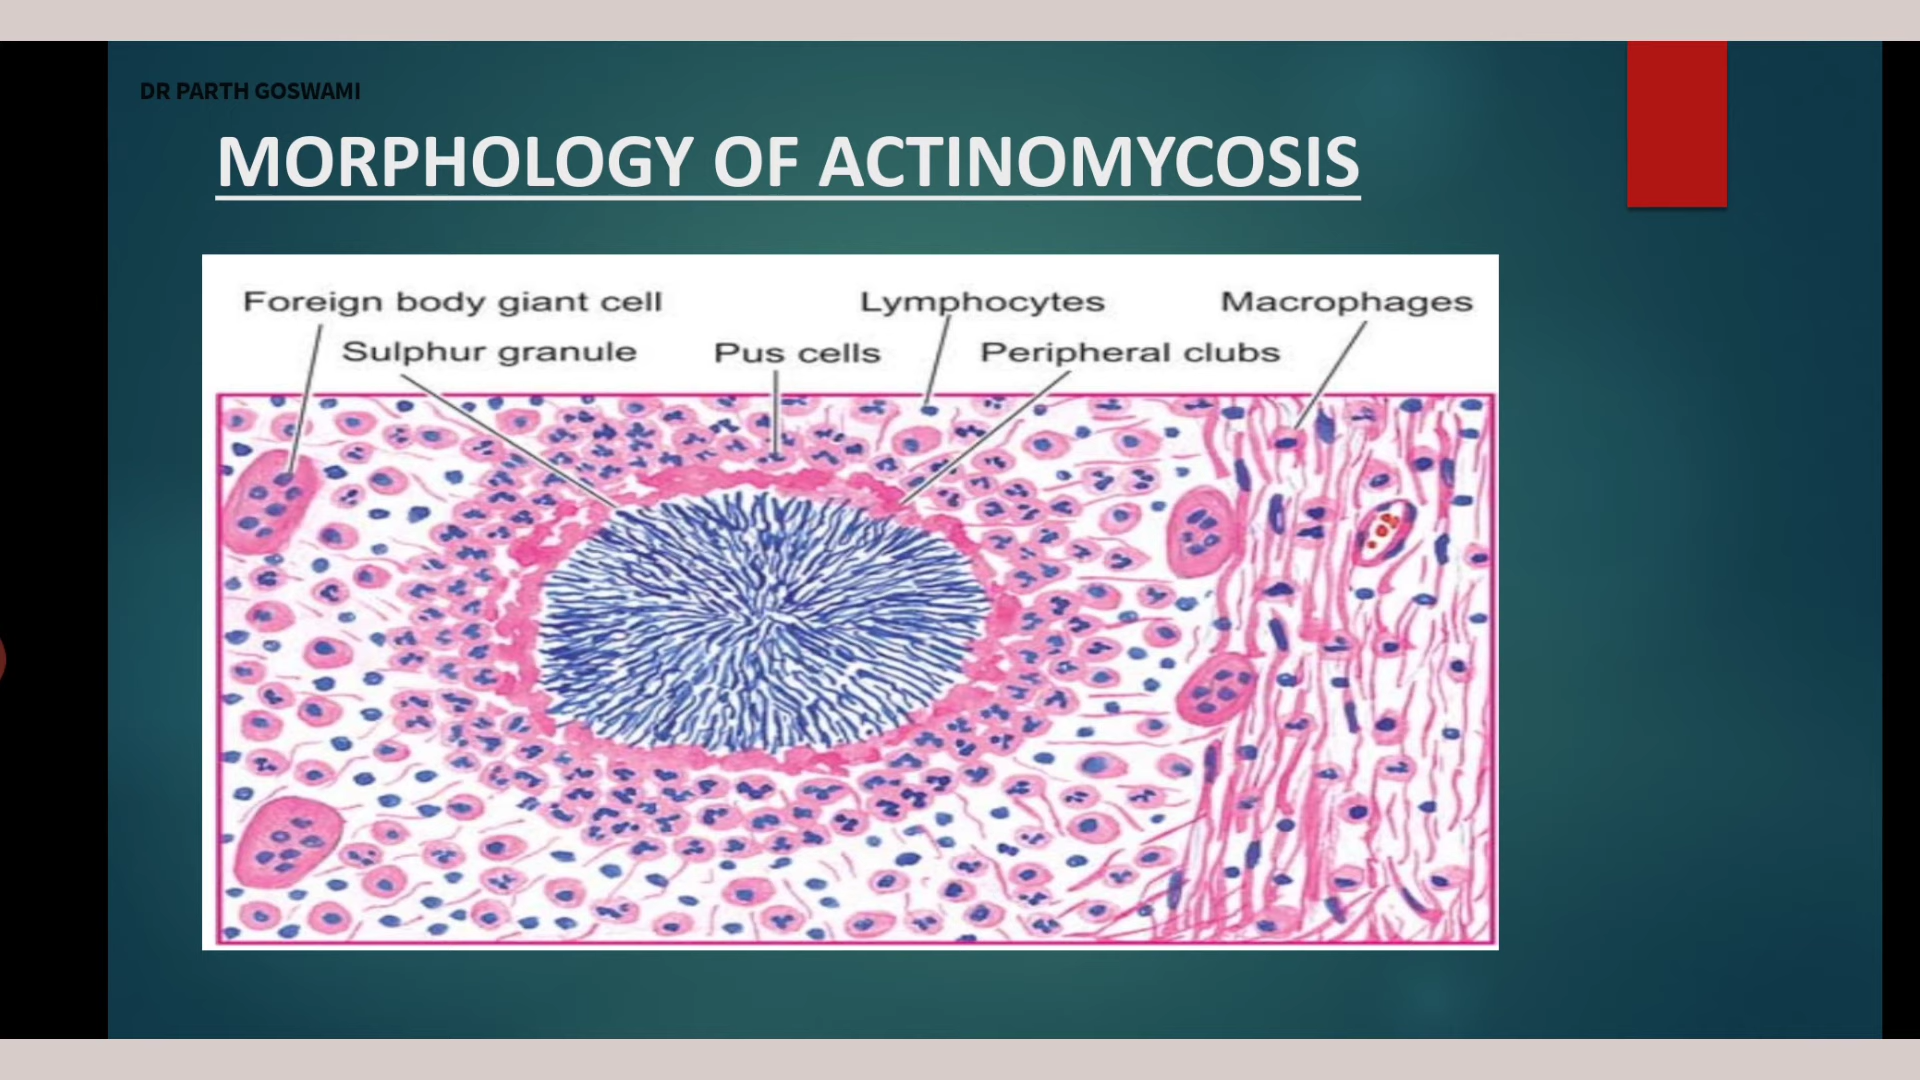 DR PARTH GOSWAMI
MORPHOLOGY OF ACTINOMYCOSIS
Foreign body giant cell
Lymphocytes
Macrophages
Sulphur granule
Pus cells
Peripheral clubs